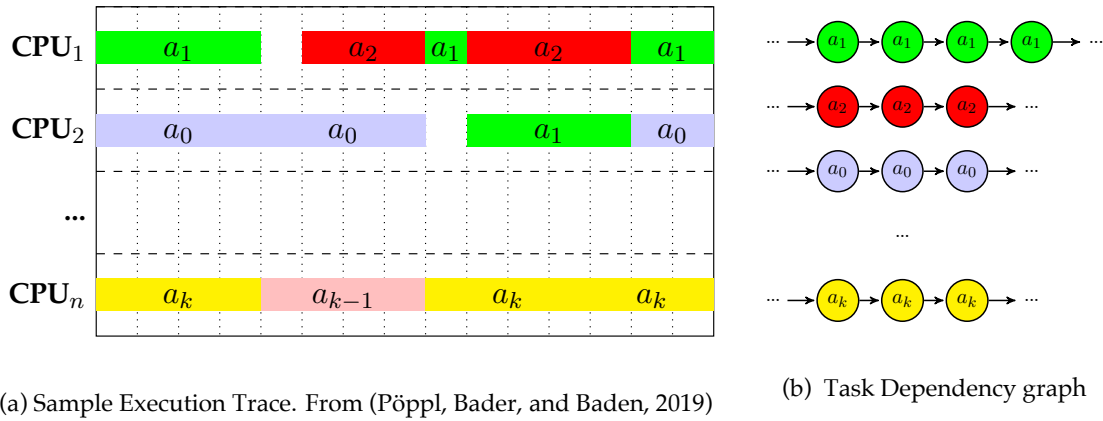 CPU₁ a₁ a₂ a₁ a₂ a₁
CPU₂ a₀ a₀ a₁ a₀
...
CPUₙ aₖ aₖ₋₁ aₖ aₖ
(a) Sample Execution Trace. From (Pöppl, Bader, and Baden, 2019)
... a₁ a₁ a₁ a₁ ...
... a₂ a₂ a₂ ...
... a₀ a₀ a₀ ...
...
... aₖ aₖ aₖ ...
(b) Task Dependency graph